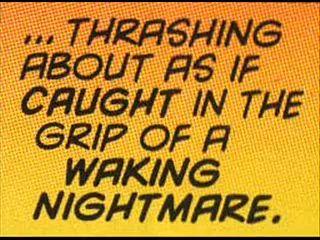 ... THRASHING
ABOUT AS IF
CAUGHT IN THE
GRIP OF A
WAKING
NIGHTMARE.